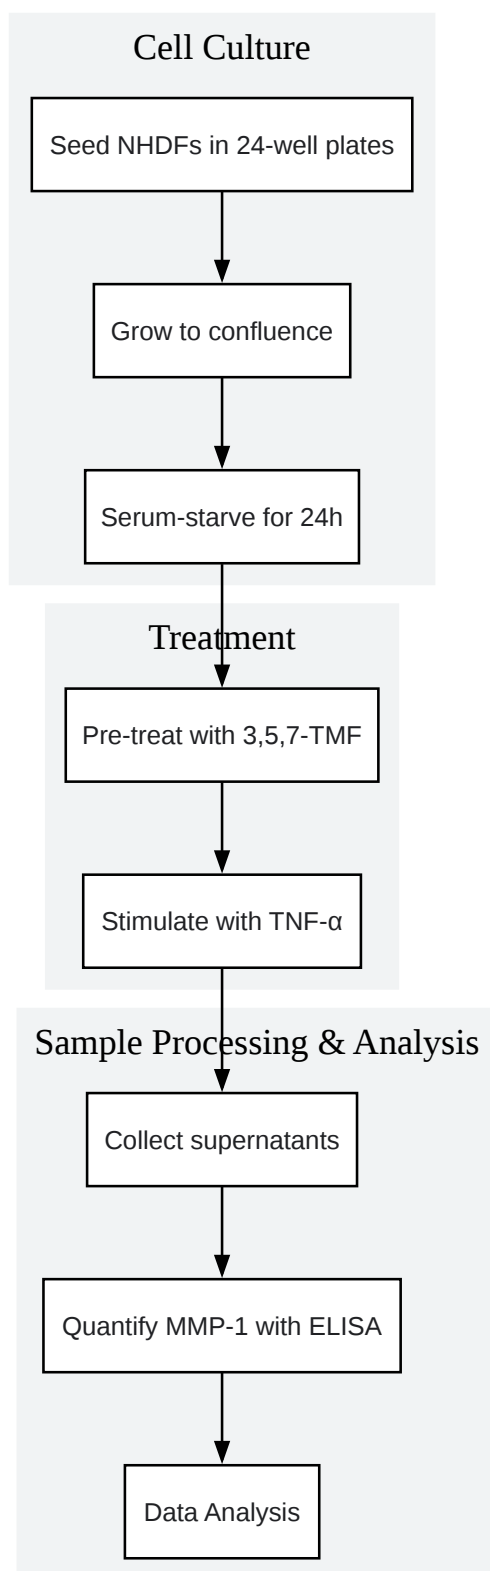 Cell Culture
Seed NHDFs in 24-well plates
Grow to confluence
Serum-starve for 24h
Treatment
Pre-treat with 3,5,7-TMF
Stimulate with TNF-α
Sample Processing & Analysis
Collect supernatants
Quantify MMP-1 with ELISA
Data Analysis